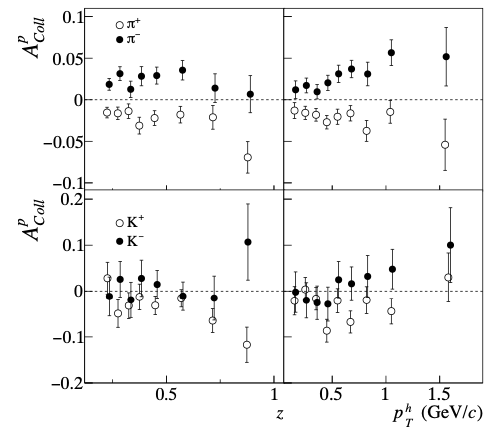 A^p_Coll
0.1
0.05
0
−0.05
−0.1
π⁺
π⁻
A^p_Coll
0.2
0.1
0
−0.1
−0.2
K⁺
K⁻
0.5 1 0.5 1 1.5
z p^h_T (GeV/c)